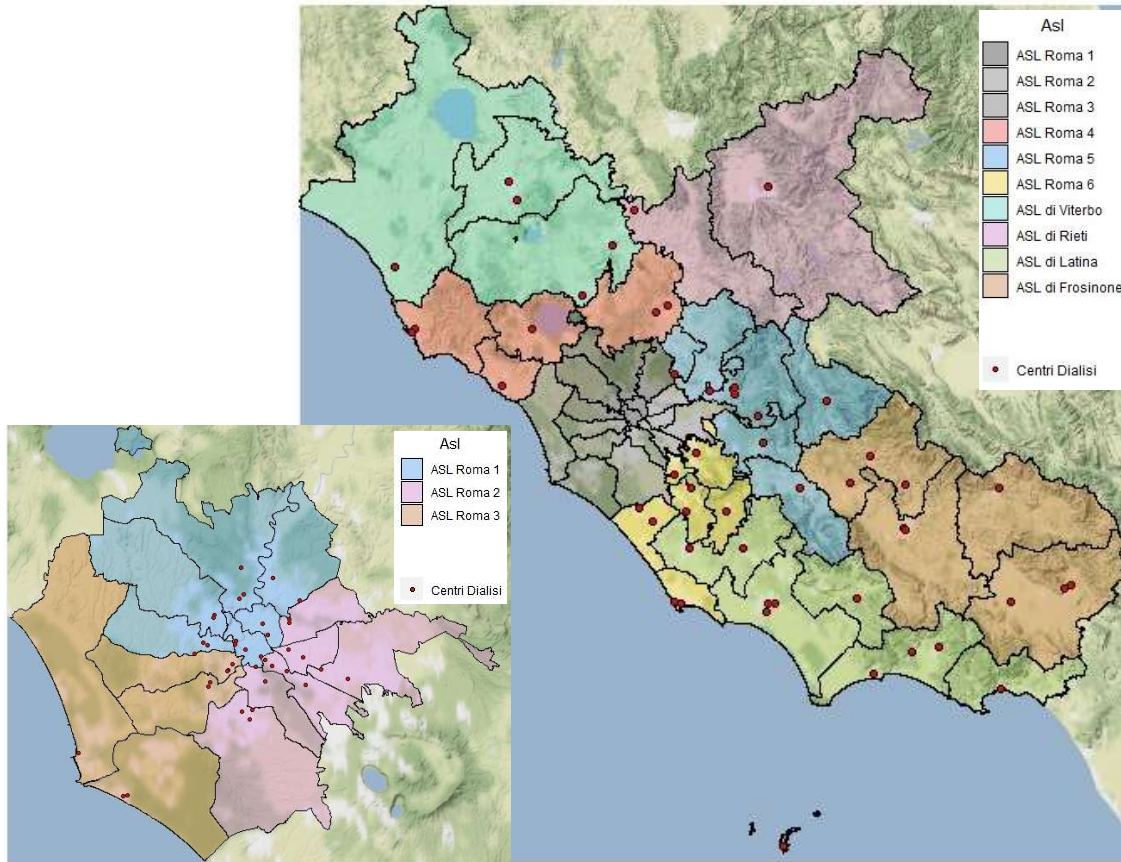 Asl
ASL Roma 1
ASL Roma 2
ASL Roma 3
ASL Roma 4
ASL Roma 5
ASL Roma 6
ASL di Viterbo
ASL di Rieti
ASL di Latina
ASL di Frosinone
Centri Dialisi
Asl
ASL Roma 1
ASL Roma 2
ASL Roma 3
Centri Dialisi